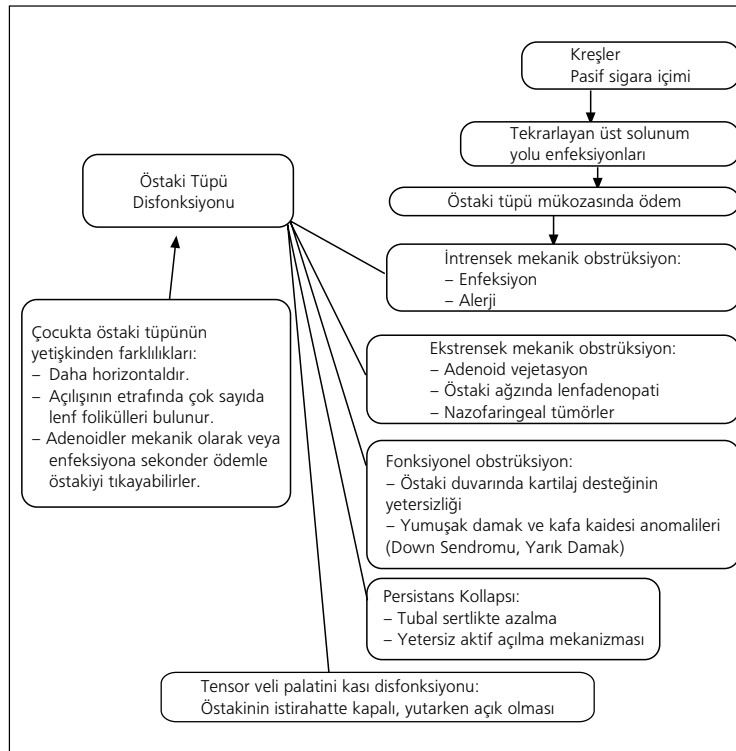 Kreşler
Pasif sigara içimi
Tekrarlayan üst solunum
yolu enfeksiyonları
Östaki Tüpü
Disfonksiyonu
Östaki tüpü mükozasında ödem
İntrensek mekanik obstrüksiyon:
– Enfeksiyon
– Alerji
Çocukta östaki tüpünün
yetişkinden farklılıkları:
– Daha horizontaldır.
– Açılışının etrafında çok sayıda
lenf folikülleri bulunur.
– Adenoidler mekanik olarak veya
enfeksiyona sekonder ödemle
östakiyi tıkayabilirler.
Ekstrensek mekanik obstrüksiyon:
– Adenoid vejetasyon
– Östaki ağzında lenfadenopati
– Nazofaringeal tümörler
Fonksiyonel obstrüksiyon:
– Östaki duvarında kartilaj desteğinin
yetersizliği
– Yumuşak damak ve kafa kaidesi anomalileri
(Down Sendromu, Yarık Damak)
Persistans Kollapsı:
– Tubal sertlikte azalma
– Yetersiz aktif açılma mekanizması
Tensor veli palatini kası disfonksiyonu:
Östakinin istirahatte kapalı, yutarken açık olması